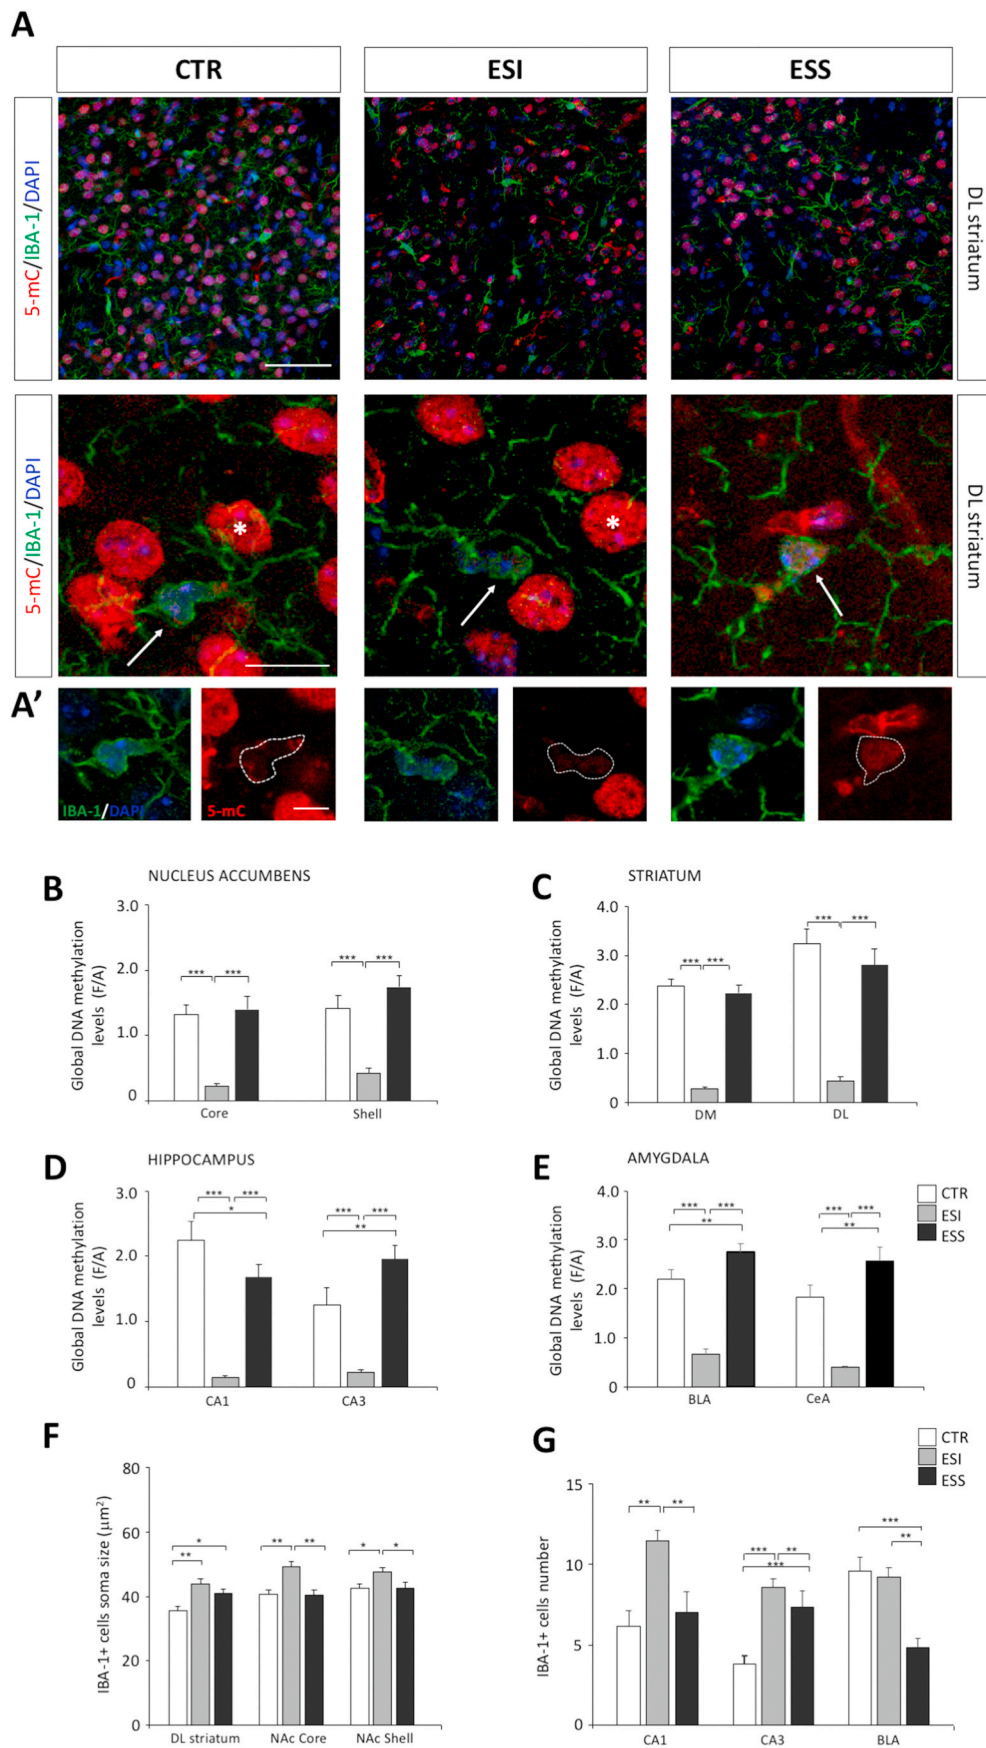 A
CTR
ESI
ESS
5-mC/IBA-1/DAPI
DL striatum
5-mC/IBA-1/DAPI
*
*
DL striatum
A'
IBA-1/DAPI
5-mC
B
NUCLEUS ACCUMBENS
Global DNA methylation
levels (F/A)
3.0
2.0
1.0
0
***
***
***
***
Core
Shell
C
STRIATUM
Global DNA methylation
levels (F/A)
4.0
3.0
2.0
1.0
0
***
***
***
***
DM
DL
D
HIPPOCAMPUS
Global DNA methylation
levels (F/A)
3.0
2.0
1.0
0
***
***
*
***
***
**
CA1
CA3
E
AMYGDALA
Global DNA methylation
levels (F/A)
4.0
3.0
2.0
1.0
0
***
***
**
***
***
**
BLA
CeA
CTR
ESI
ESS
F
IBA-1+ cells soma size (μm²)
80
60
40
20
0
*
**
**
**
*
*
DL striatum
NAc Core
NAc Shell
G
IBA-1+ cells number
15
10
5
0
**
**
***
**
***
***
**
CA1
CA3
BLA
CTR
ESI
ESS